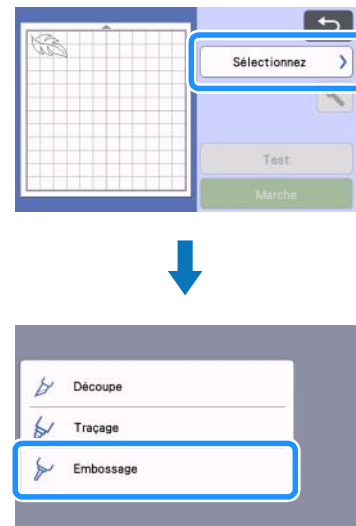 Sélectionnez
Test
Marche
Découpe
Traçage
Embossage